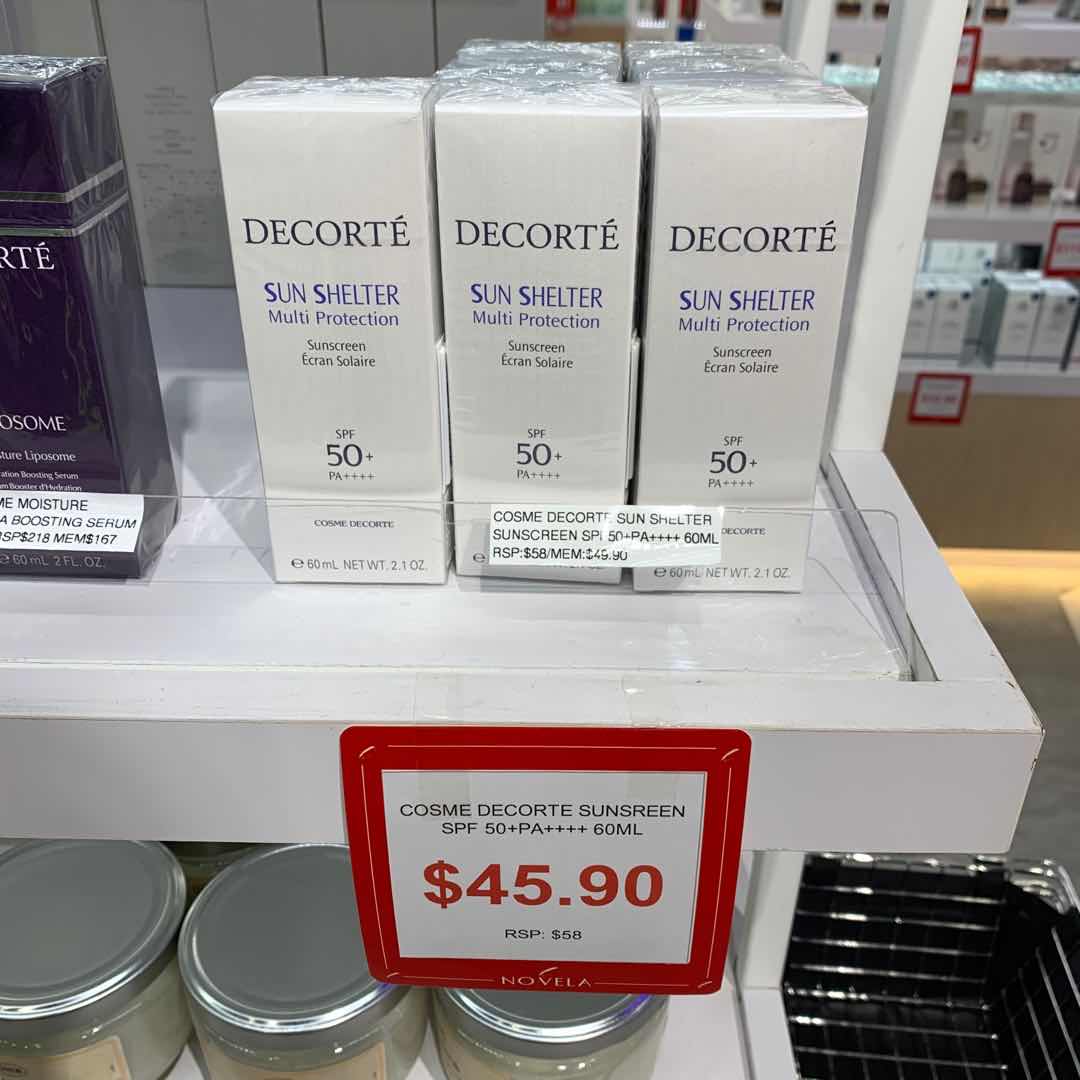 RTÉ
OSOME
sture Liposome
ration Boosting Serum
um Booster d'Hydration
ME MOISTURE
A BOOSTING SERUM
RSP$218 MEM$167
℮ 60 mL 2 FL. OZ.
DECORTÉ
SUN SHELTER
Multi Protection
Sunscreen
Écran Solaire
SPF
50+
PA++++
COSME DECORTE
℮ 60 mL NET WT. 2.1 OZ.
DECORTÉ
SUN SHELTER
Multi Protection
Sunscreen
Écran Solaire
SPF
50+
PA++++
DECORTÉ
SUN SHELTER
Multi Protection
Sunscreen
Écran Solaire
SPF
50+
PA++++
DECORTE
℮ 60 mL NET WT. 2.1 OZ.
COSME DECORTE SUN SHELTER
SUNSCREEN SPF 50+PA++++ 60ML
RSP:$58/MEM:$49.90
COSME DECORTE SUNSREEN
SPF 50+PA++++ 60ML
$45.90
RSP: $58
NOVELA